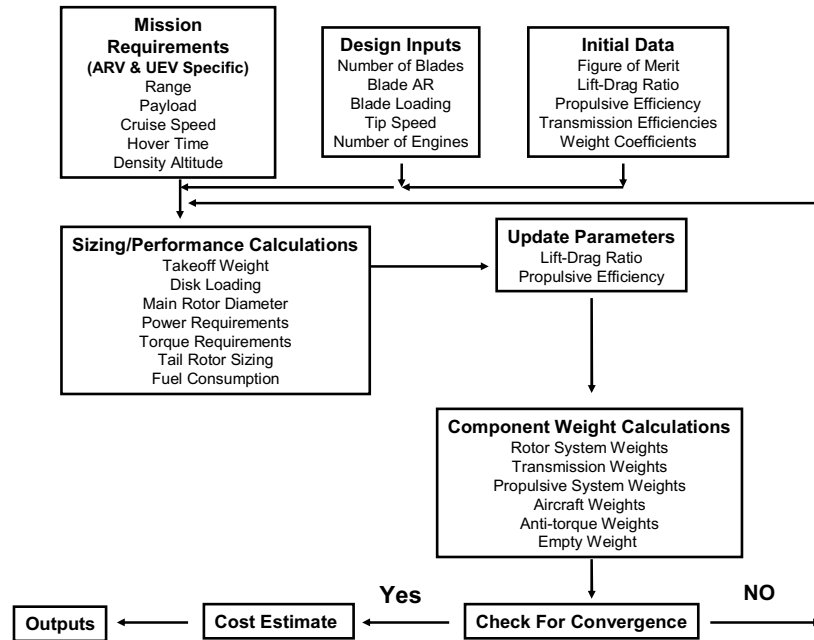 Mission
Requirements
(ARV & UEV Specific)
Range
Payload
Cruise Speed
Hover Time
Density Altitude
Design Inputs
Number of Blades
Blade AR
Blade Loading
Tip Speed
Number of Engines
Initial Data
Figure of Merit
Lift-Drag Ratio
Propulsive Efficiency
Transmission Efficiencies
Weight Coefficients
Sizing/Performance Calculations
Takeoff Weight
Disk Loading
Main Rotor Diameter
Power Requirements
Torque Requirements
Tail Rotor Sizing
Fuel Consumption
Update Parameters
Lift-Drag Ratio
Propulsive Efficiency
Component Weight Calculations
Rotor System Weights
Transmission Weights
Propulsive System Weights
Aircraft Weights
Anti-torque Weights
Empty Weight
Outputs
Cost Estimate
Yes
Check For Convergence
NO